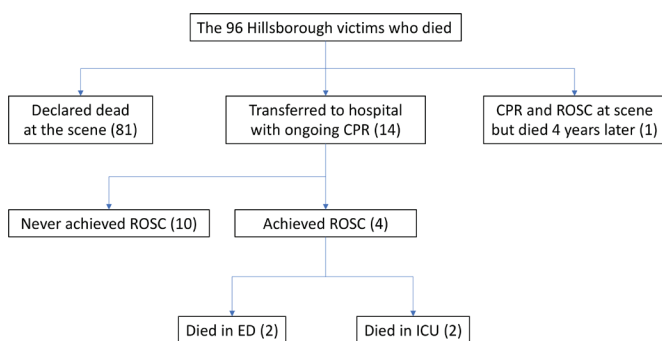 The 96 Hillsborough victims who died
Declared dead
at the scene (81)
Transferred to hospital
with ongoing CPR (14)
CPR and ROSC at scene
but died 4 years later (1)
Never achieved ROSC (10)
Achieved ROSC (4)
Died in ED (2)
Died in ICU (2)